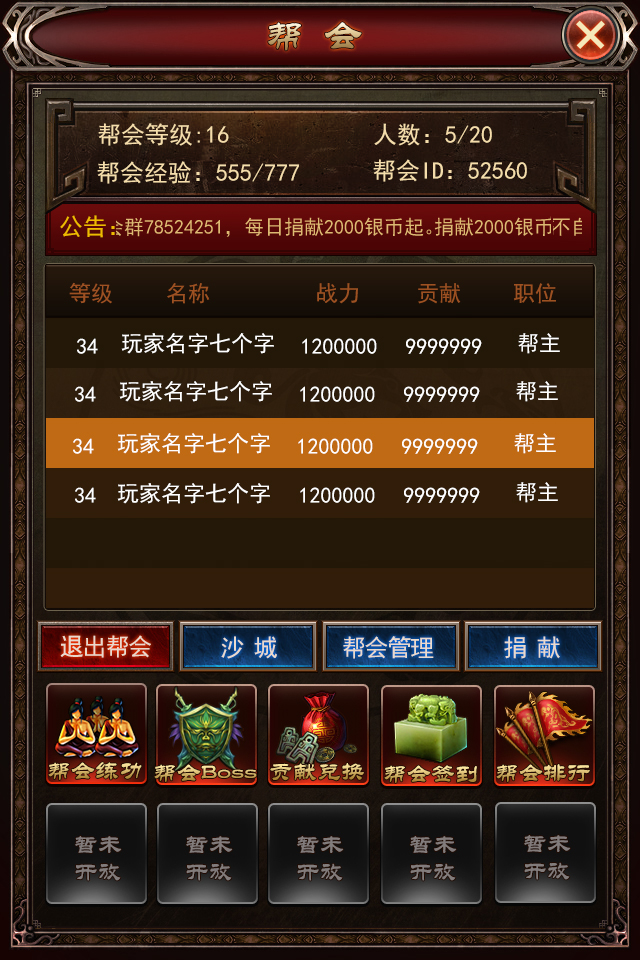 帮会
帮会等级:16 人数：5/20
帮会经验：555/777 帮会ID：52560
公告：群78524251，每日捐献2000银币起。捐献2000银币不
等级 名称 战力 贡献 职位
34 玩家名字七个字 1200000 9999999 帮主
34 玩家名字七个字 1200000 9999999 帮主
34 玩家名字七个字 1200000 9999999 帮主
34 玩家名字七个字 1200000 9999999 帮主
退出帮会 沙城 帮会管理 捐献
帮会练功 帮会Boss 贡献兑换 帮会签到 帮会排行
暂未 暂未 暂未 暂未 暂未
开放 开放 开放 开放 开放